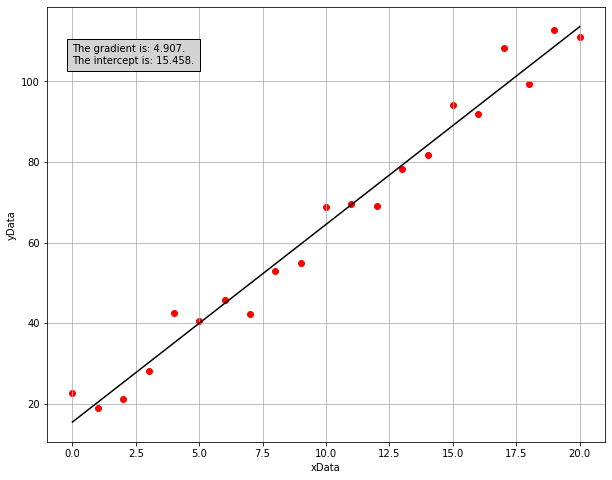 The gradient is: 4.907.
The intercept is: 15.458.
100
80
60
40
20
yData
0.0 2.5 5.0 7.5 10.0 12.5 15.0 17.5 20.0
xData